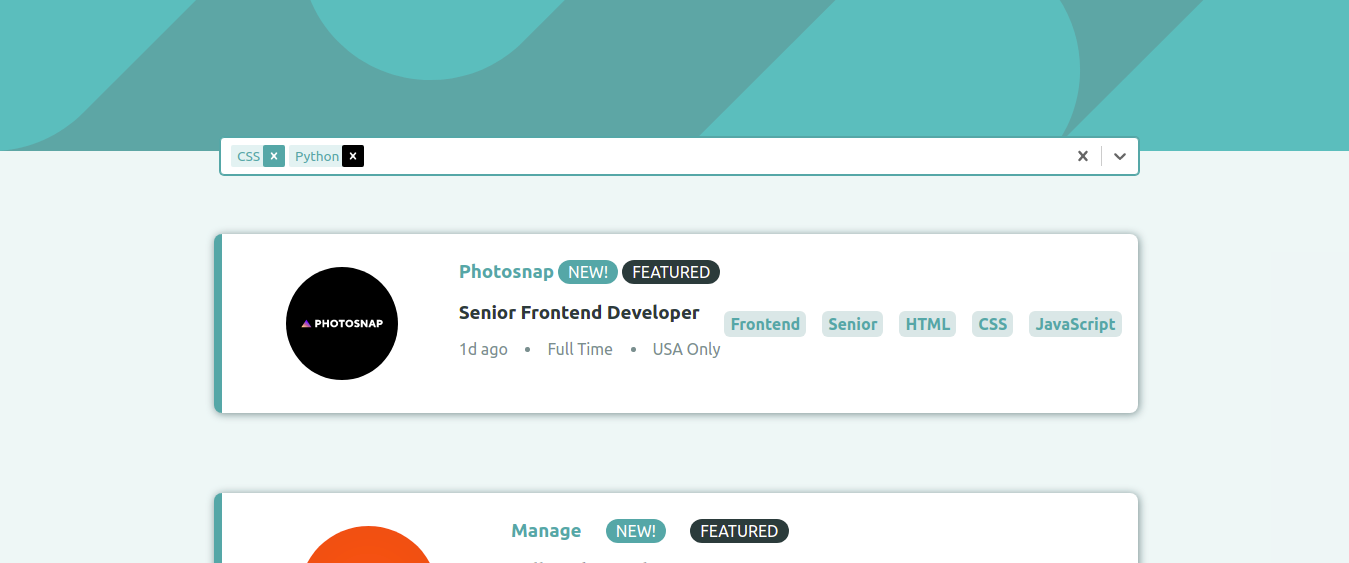 CSS x Python x
PHOTOSNAP
Photosnap NEW! FEATURED
Senior Frontend Developer
1d ago • Full Time • USA Only
Frontend Senior HTML CSS JavaScript
Manage NEW! FEATURED